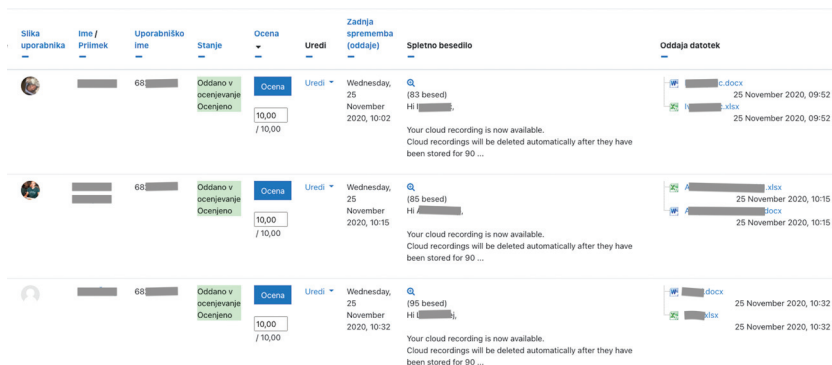 Slika uporabnika
Ime / Priimek
Uporabniško ime
Stanje
Ocena
Uredi
Zadnja sprememba (oddaje)
Spletno besedilo
Oddaja datotek
68
Oddano v ocenjevanje
Ocenjeno
Ocena
10,00
/ 10,00
Uredi
Wednesday, 25 November 2020, 10:02
(83 besed)
Hi
Your cloud recording is now available.
Cloud recordings will be deleted automatically after they have
been stored for 90 ...
c.docx
25 November 2020, 09:52
.xlsx
25 November 2020, 09:52
68
Oddano v ocenjevanje
Ocenjeno
Ocena
10,00
/ 10,00
Uredi
Wednesday, 25 November 2020, 10:15
(85 besed)
Hi
Your cloud recording is now available.
Cloud recordings will be deleted automatically after they have
been stored for 90 ...
.xlsx
25 November 2020, 10:15
docx
25 November 2020, 10:15
68
Oddano v ocenjevanje
Ocenjeno
Ocena
10,00
/ 10,00
Uredi
Wednesday, 25 November 2020, 10:32
(95 besed)
Hi
Your cloud recording is now available.
Cloud recordings will be deleted automatically after they have
been stored for 90 ...
.docx
25 November 2020, 10:32
xlsx
25 November 2020, 10:32